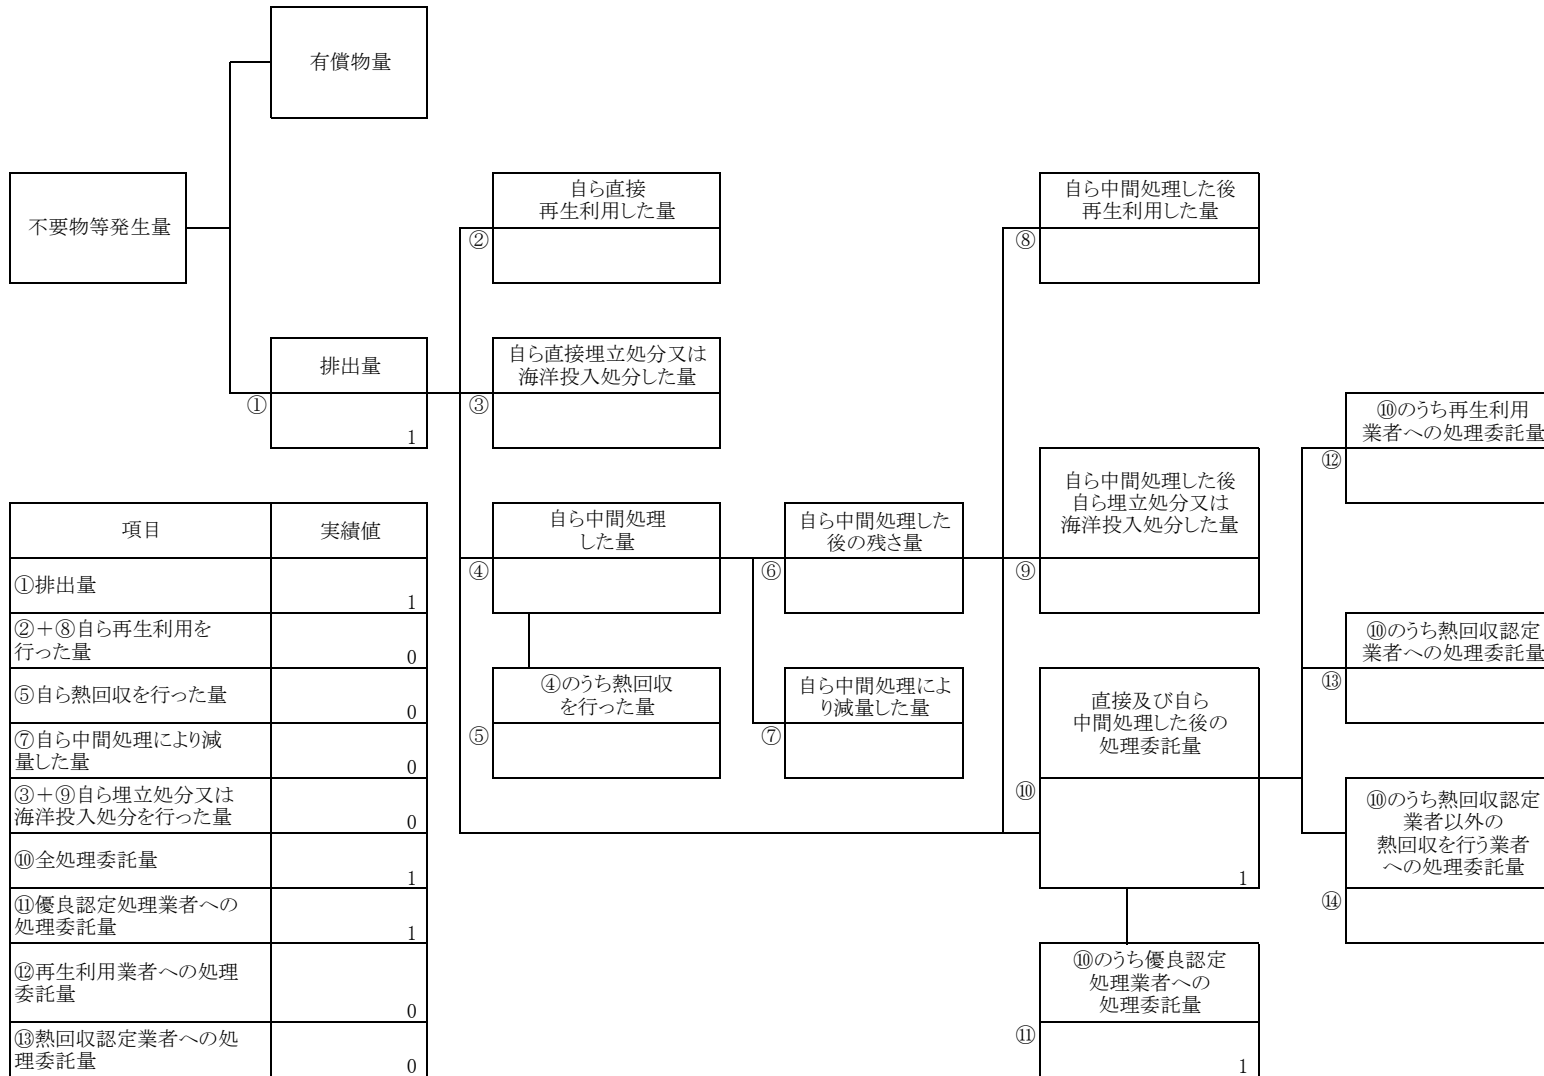 有償物量
不要物等発生量
自ら直接
再生利用した量
②
自ら中間処理した後
再生利用した量
⑧
排出量
①
1
自ら直接埋立処分又は
海洋投入処分した量
③
⑩のうち再生利用
業者への処理委託量
⑫
自ら中間処理
した量
④
自ら中間処理した
後の残さ量
⑥
自ら中間処理した後
自ら埋立処分又は
海洋投入処分した量
⑨
④のうち熱回収
を行った量
⑤
自ら中間処理によ
り減量した量
⑦
直接及び自ら
中間処理した後の
処理委託量
⑩
1
⑩のうち熱回収認定
業者への処理委託量
⑬
⑩のうち熱回収認定
業者以外の
熱回収を行う業者
への処理委託量
⑭
⑩のうち優良認定
処理業者への
処理委託量
⑪
1
項目 実績値
①排出量
1
②+⑧自ら再生利用を
行った量
0
⑤自ら熱回収を行った量
0
⑦自ら中間処理により減
量した量
0
③+⑨自ら埋立処分又は
海洋投入処分を行った量
0
⑩全処理委託量
1
⑪優良認定処理業者への
処理委託量
1
⑫再生利用業者への処理
委託量
0
⑬熱回収認定業者への処
理委託量
0